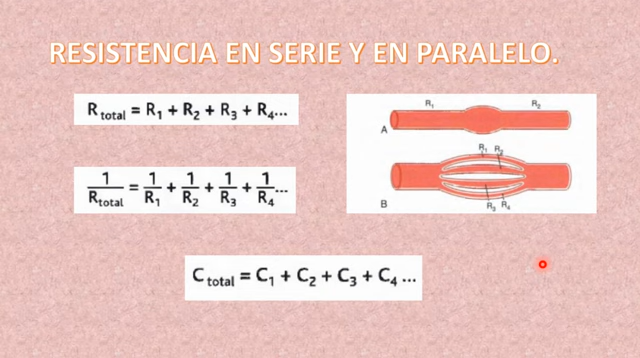 RESISTENCIA EN SERIE Y EN PARALELO.
R total = R₁ + R₂ + R₃ + R₄...
1/R total = 1/R₁ + 1/R₂ + 1/R₃ + 1/R₄...
R₁ R₂
A
R₁ R₂
B
R₃ R₄
C total = C₁ + C₂ + C₃ + C₄ ...